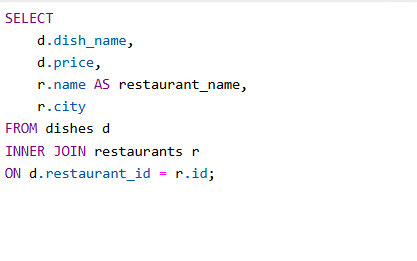 SELECT
    d.dish_name,
    d.price,
    r.name AS restaurant_name,
    r.city
FROM dishes d
INNER JOIN restaurants r
ON d.restaurant_id = r.id;